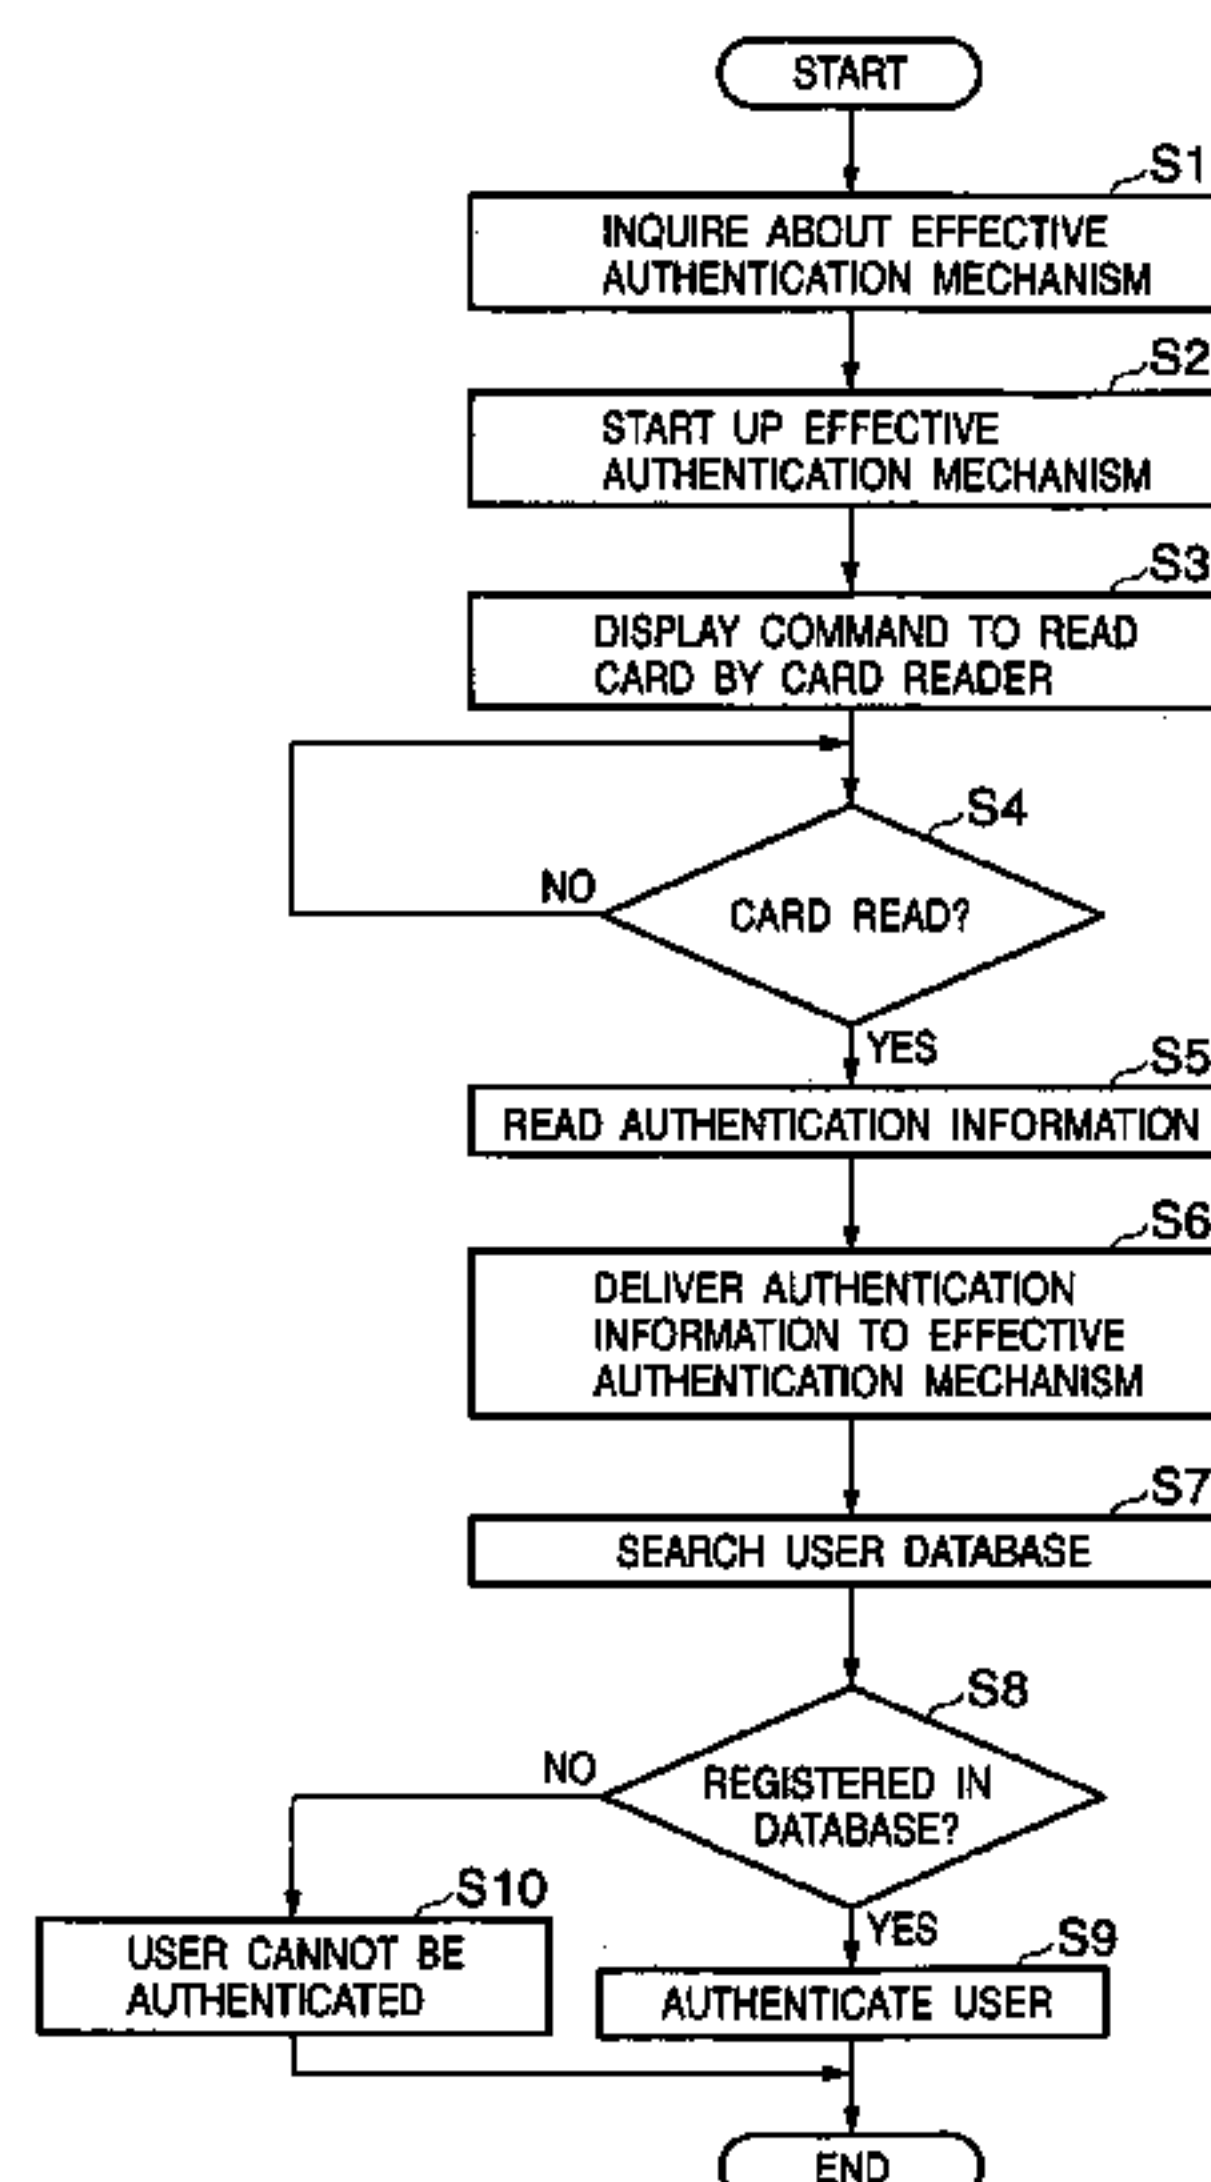 START
S1
INQUIRE ABOUT EFFECTIVE
AUTHENTICATION MECHANISM
S2
START UP EFFECTIVE
AUTHENTICATION MECHANISM
S3
DISPLAY COMMAND TO READ
CARD BY CARD READER
S4
NO
CARD READ?
YES
S5
READ AUTHENTICATION INFORMATION
S6
DELIVER AUTHENTICATION
INFORMATION TO EFFECTIVE
AUTHENTICATION MECHANISM
S7
SEARCH USER DATABASE
S8
NO
REGISTERED IN
DATABASE?
S10
YES
S9
USER CANNOT BE
AUTHENTICATED
AUTHENTICATE USER
END